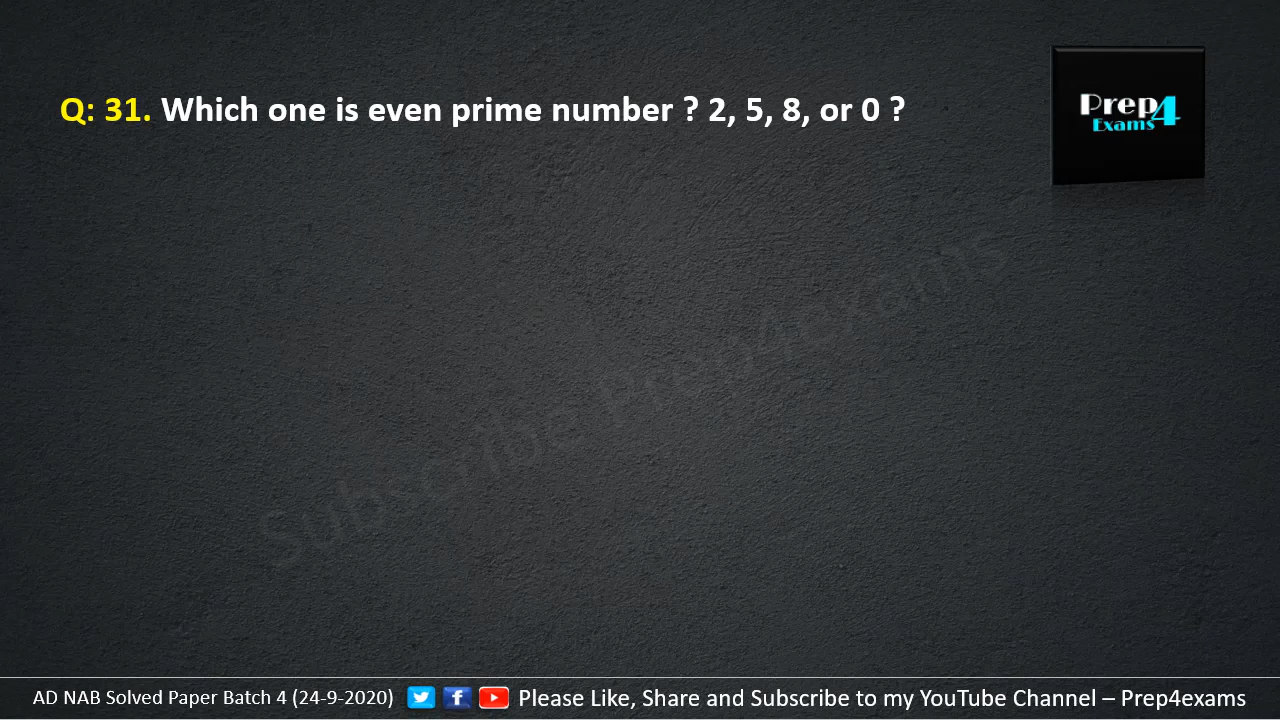 Q: 31. Which one is even prime number ? 2, 5, 8, or 0 ?
Prep4
Exams
Subscribe Prep4exams
AD NAB Solved Paper Batch 4 (24-9-2020) Please Like, Share and Subscribe to my YouTube Channel – Prep4exams